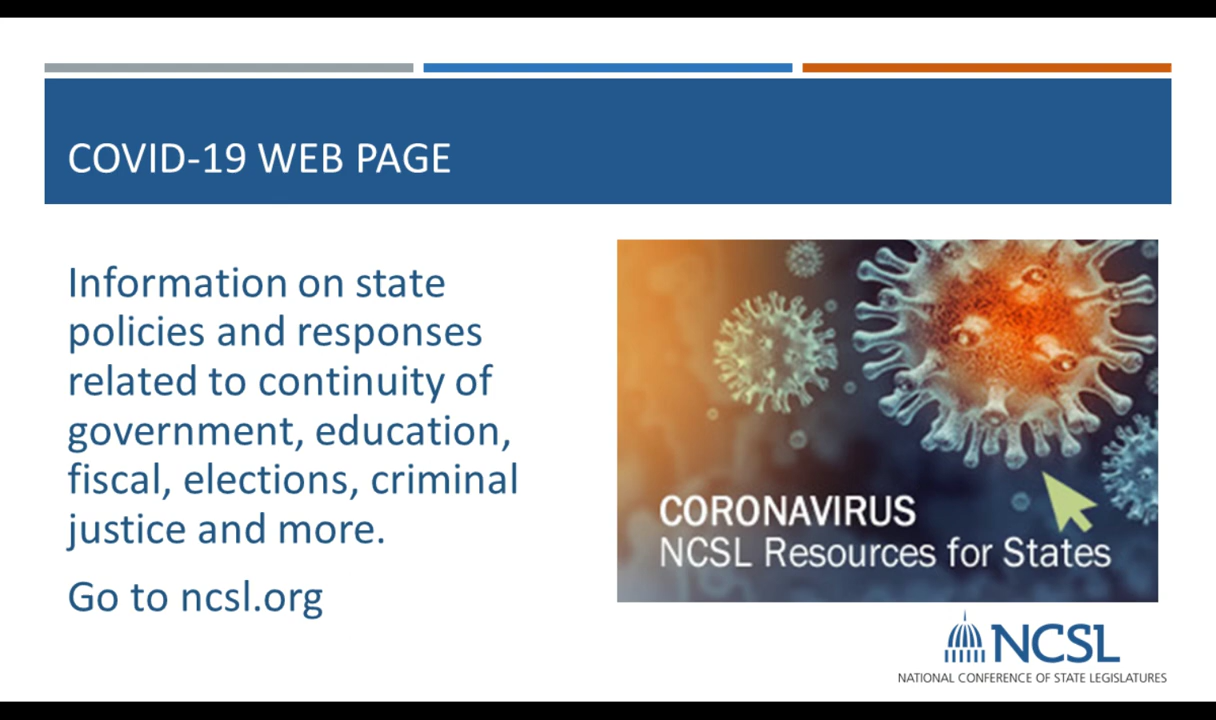 COVID-19 WEB PAGE
Information on state
policies and responses
related to continuity of
government, education,
fiscal, elections, criminal
justice and more.
Go to ncsl.org
CORONAVIRUS
NCSL Resources for States
NCSL
NATIONAL CONFERENCE OF STATE LEGISLATURES